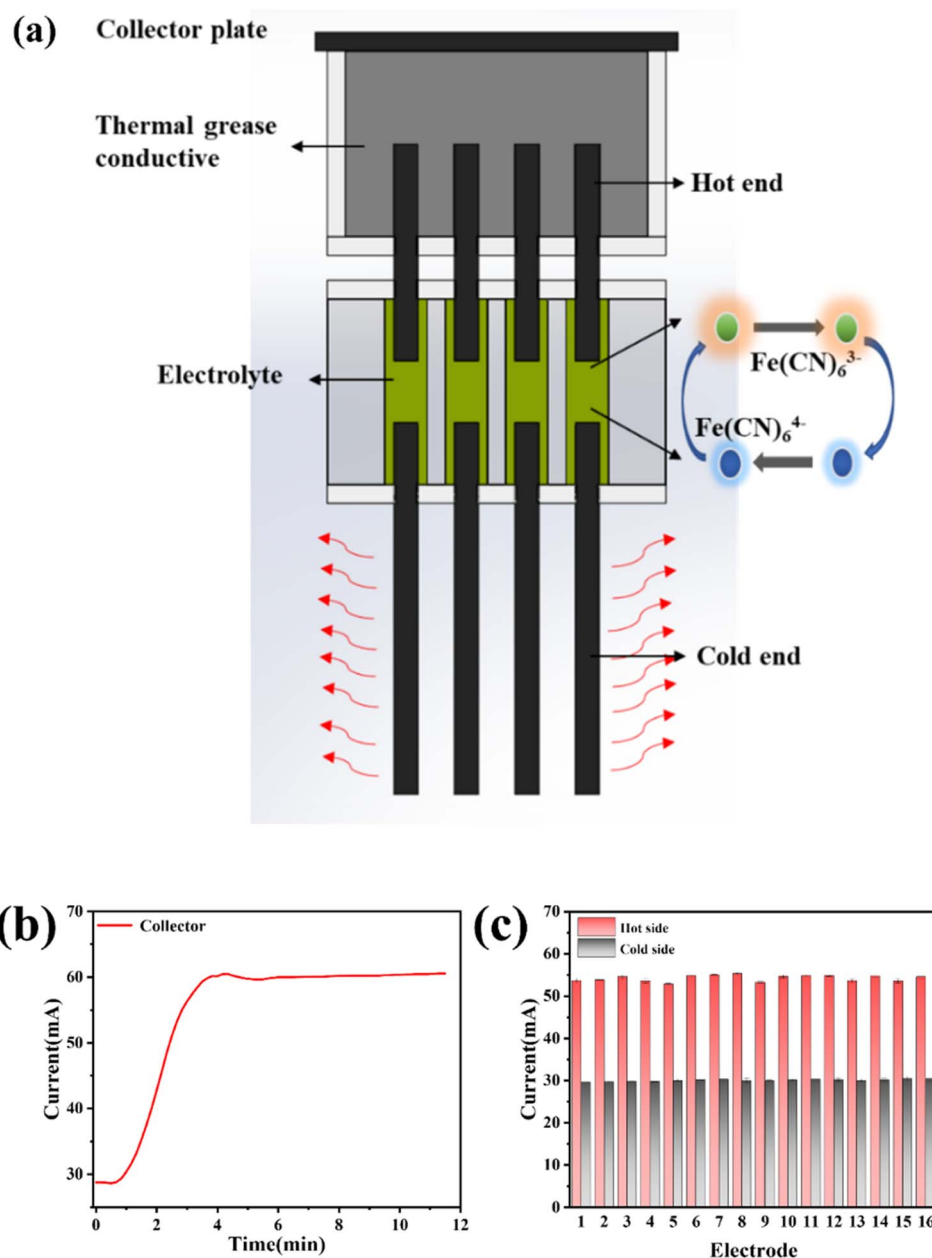 (a)
Collector plate
Thermal grease
conductive
Hot end
Electrolyte
Fe(CN)₆³⁻
Fe(CN)₆⁴⁻
Cold end
(b)
Collector
Current(mA)
70
60
50
40
30
0 2 4 6 8 10 12
Time(min)
(c)
Hot side
Cold side
Current(mA)
70
60
50
40
30
20
10
0
1 2 3 4 5 6 7 8 9 10 11 12 13 14 15 16
Electrode